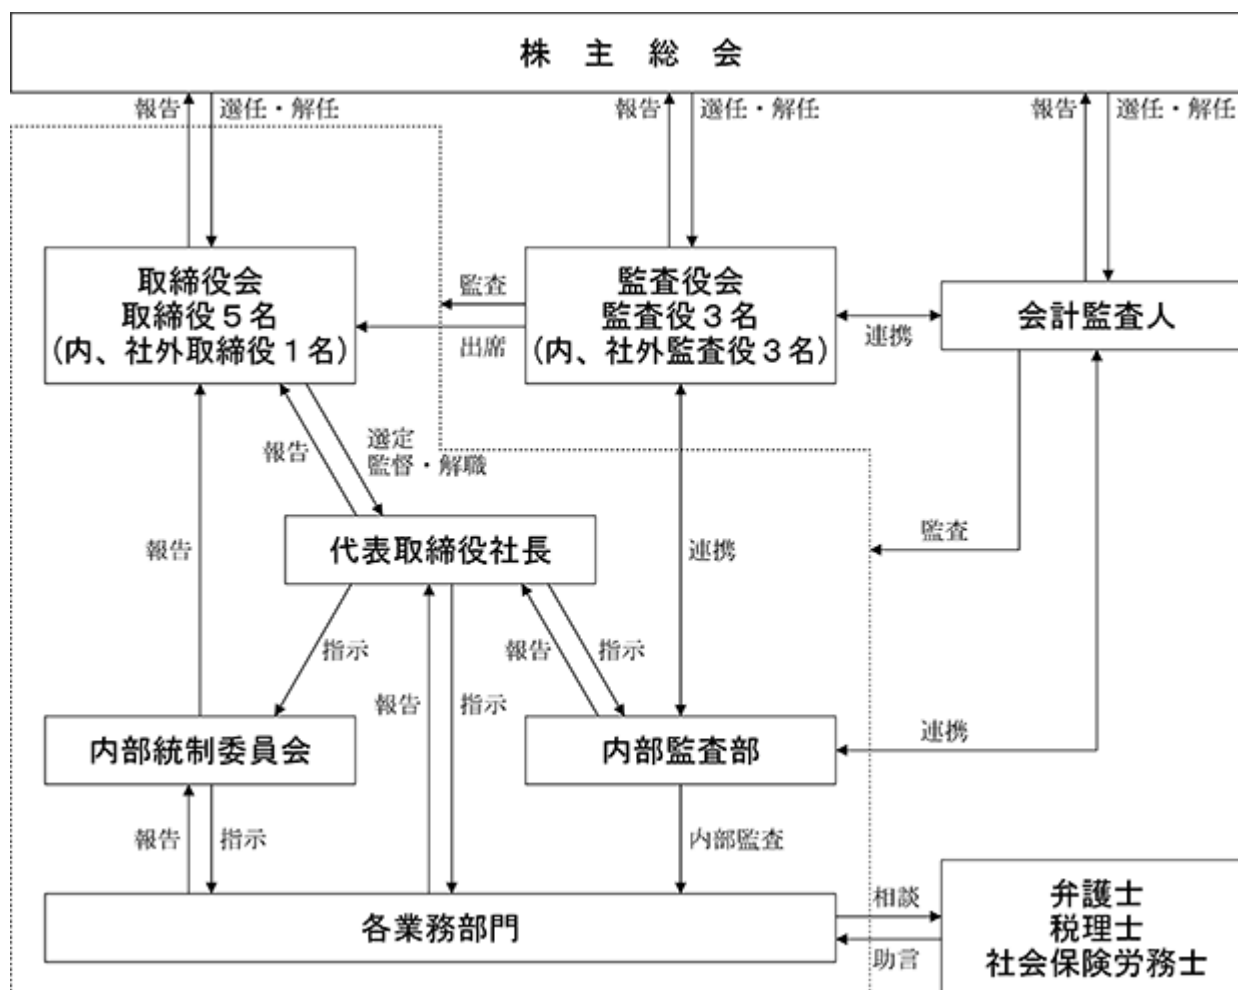 株主総会
報告
選任・解任
報告
選任・解任
報告
選任・解任
取締役会
取締役５名
（内、社外取締役１名）
監査
出席
監査役会
監査役３名
（内、社外監査役３名）
連携
会計監査人
報告
選定
監督・解職
報告
代表取締役社長
連携
監査
指示
報告
指示
報告
指示
内部統制委員会
内部監査部
連携
報告
指示
内部監査
各業務部門
相談
助言
弁護士
税理士
社会保険労務士